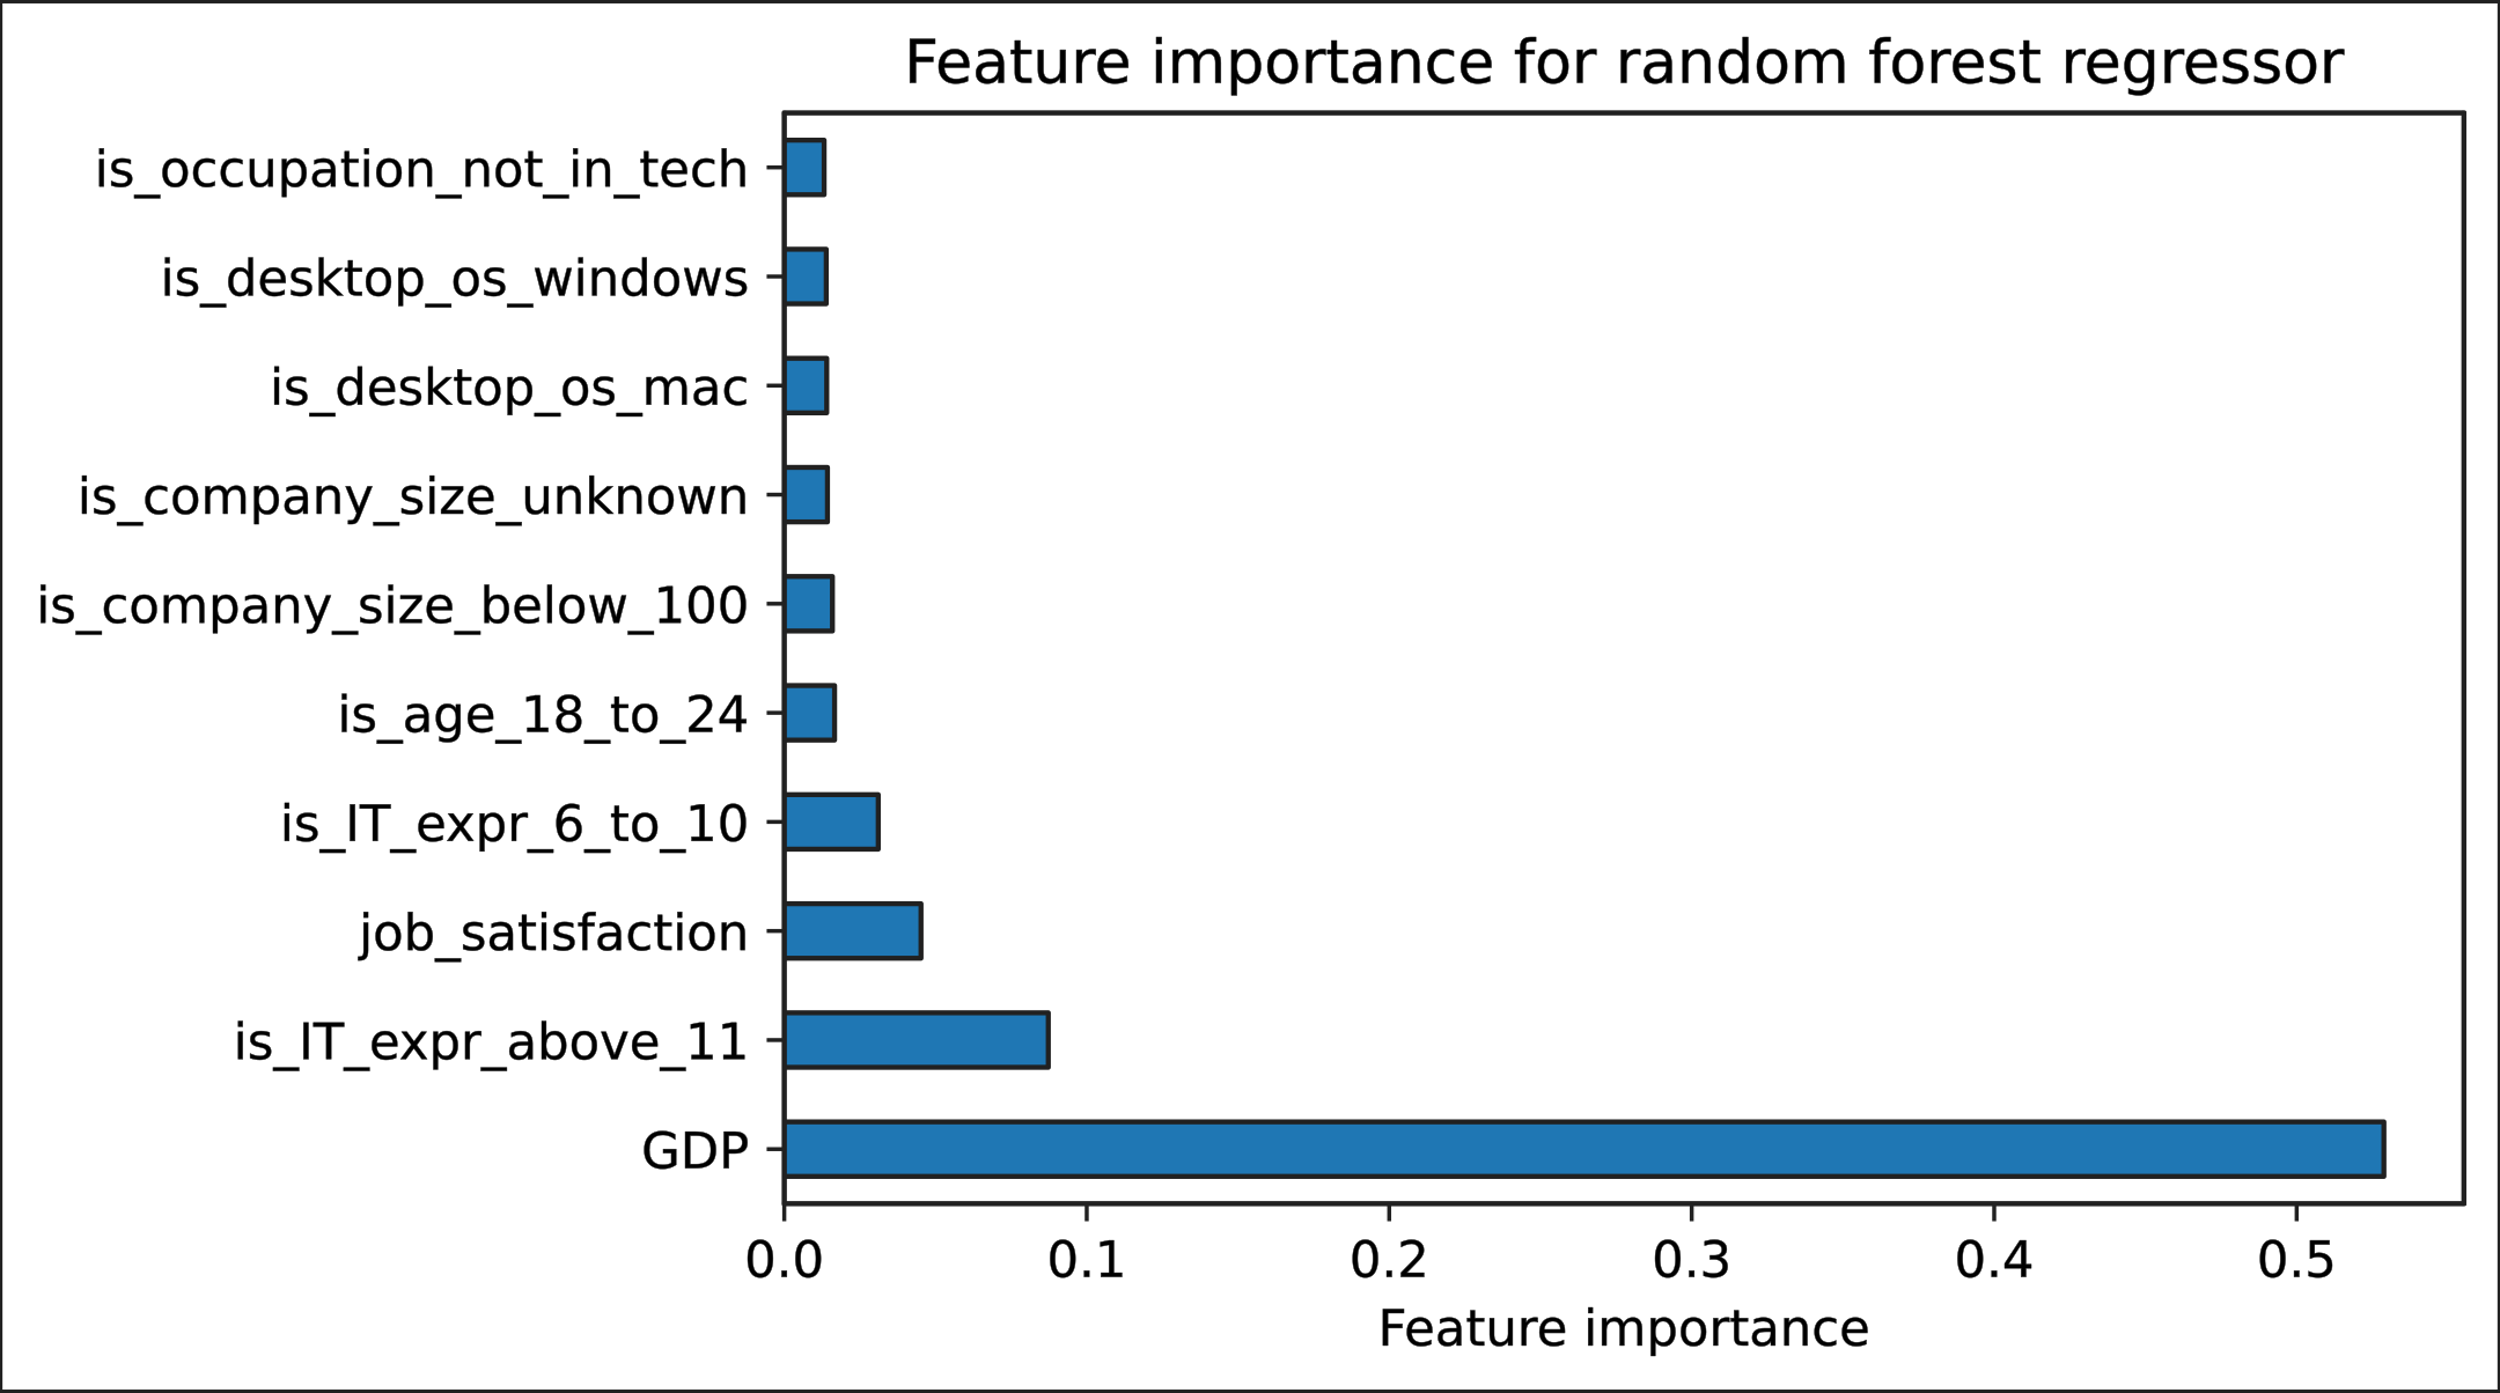 Feature importance for random forest regressor
is_occupation_not_in_tech
is_desktop_os_windows
is_desktop_os_mac
is_company_size_unknown
is_company_size_below_100
is_age_18_to_24
is_IT_expr_6_to_10
job_satisfaction
is_IT_expr_above_11
GDP
0.0 0.1 0.2 0.3 0.4 0.5
Feature importance